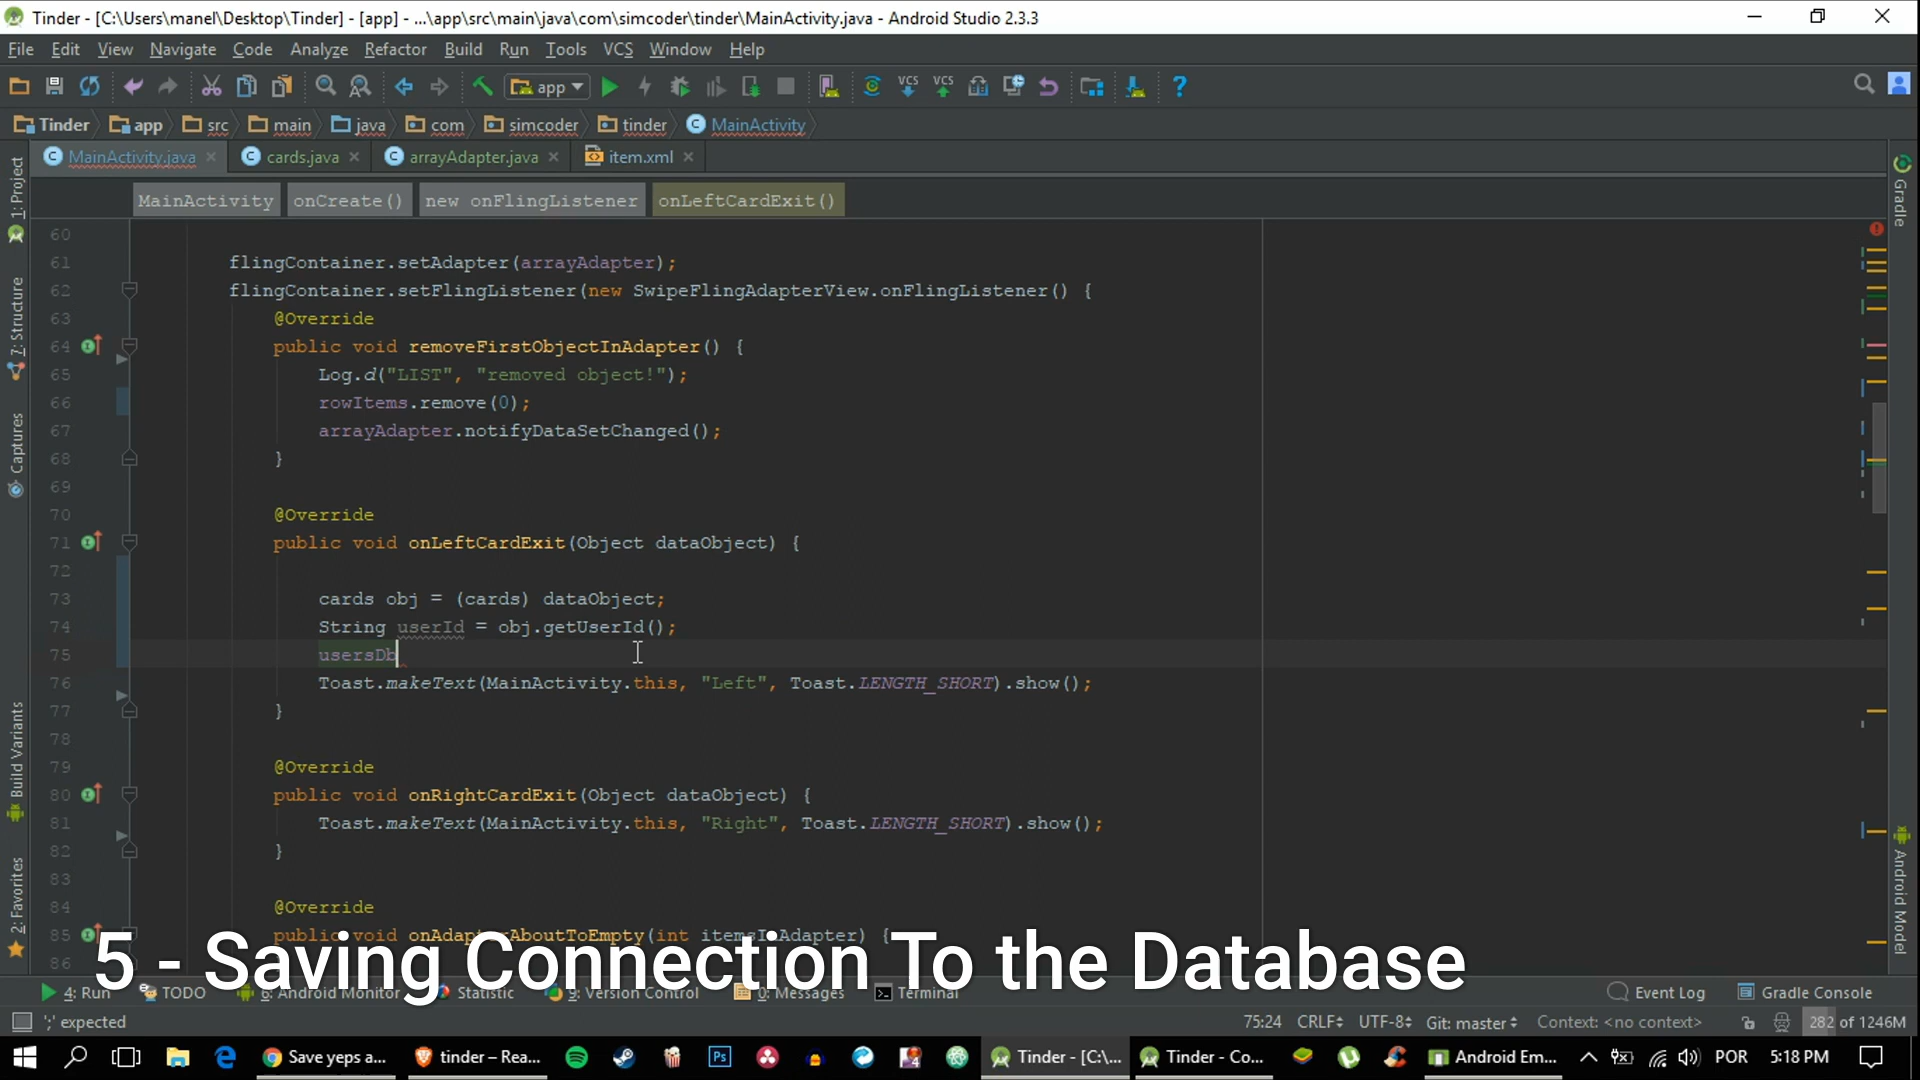 Tinder - [C:\Users\manel\Desktop\Tinder] - [app] - ...\app\src\main\java\com\simcoder\tinder\MainActivity.java - Android Studio 2.3.3
File Edit View Navigate Code Analyze Refactor Build Run Tools VCS Window Help
app
VCS VCS
Tinder app src main java com simcoder tinder MainActivity
MainActivity.java cards.java arrayAdapter.java item.xml
MainActivity onCreate() new onFlingListener onLeftCardExit()
1: Project
7: Structure
Captures
Build Variants
2: Favorites
Gradle
Android Model
60
61 flingContainer.setAdapter(arrayAdapter);
62 flingContainer.setFlingListener(new SwipeFlingAdapterView.onFlingListener() {
63 @Override
64 public void removeFirstObjectInAdapter() {
65 Log.d("LIST", "removed object!");
66 rowItems.remove(0);
67 arrayAdapter.notifyDataSetChanged();
68 }
69
70 @Override
71 public void onLeftCardExit(Object dataObject) {
72
73 cards obj = (cards) dataObject;
74 String userId = obj.getUserId();
75 usersDb
76 Toast.makeText(MainActivity.this, "Left", Toast.LENGTH_SHORT).show();
77 }
78
79 @Override
80 public void onRightCardExit(Object dataObject) {
81 Toast.makeText(MainActivity.this, "Right", Toast.LENGTH_SHORT).show();
82 }
83
84 @Override
85 public void onAdapterAboutToEmpty(int itemsInAdapter) {
86
5 - Saving Connection To the Database
4: Run TODO 6: Android Monitor Statistic 9: Version Control 0: Messages Terminal Event Log Gradle Console
';' expected 75:24 CRLF UTF-8 Git: master Context: <no context> 282 of 1246M
Save yeps a... tinder – Rea... Ps Tinder - [C:\... Tinder - Co... Android Em... POR 5:18 PM